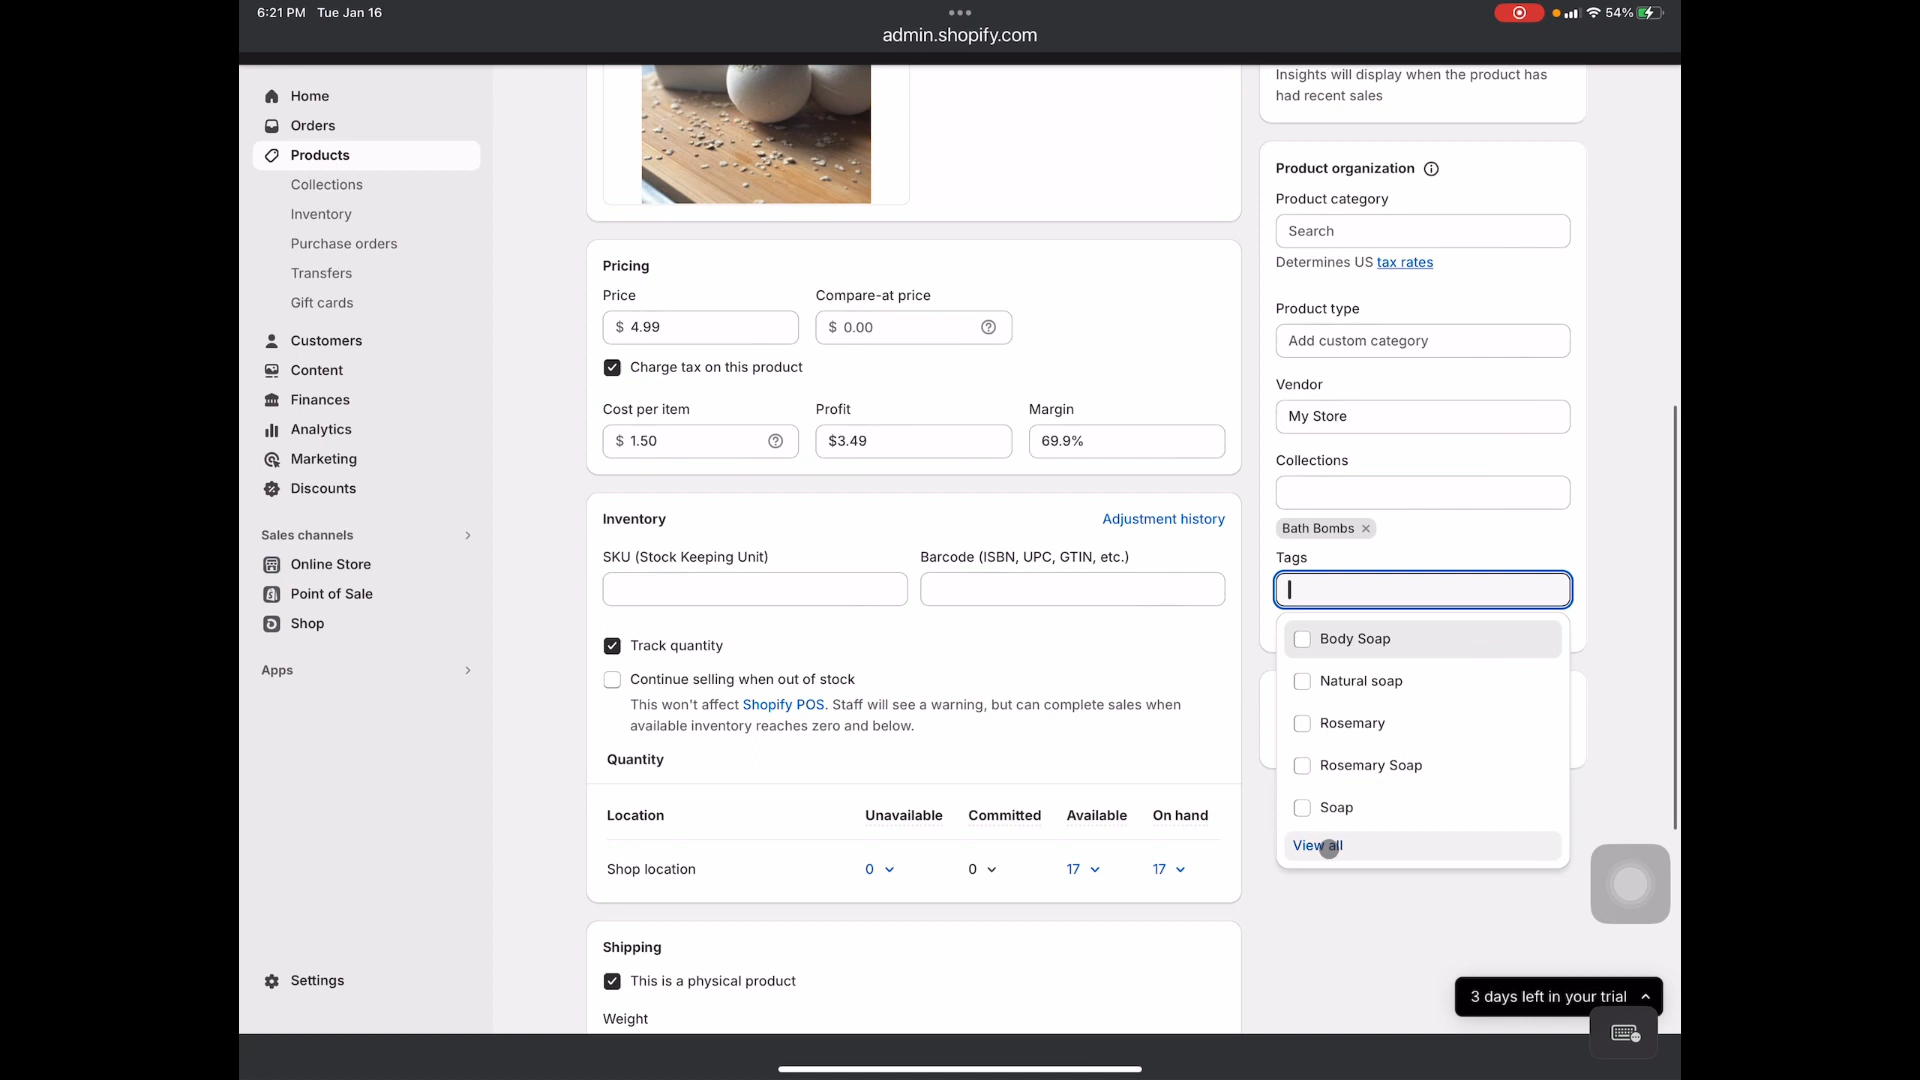 6:21 PM Tue Jan 16
54%
admin.shopify.com
Home
Orders
Products
Collections
Inventory
Purchase orders
Transfers
Gift cards
Customers
Content
Finances
Analytics
Marketing
Discounts
Sales channels
Online Store
Point of Sale
Shop
Apps
Settings
Pricing
Price
Compare-at price
$ 4.99
$ 0.00
Charge tax on this product
Cost per item
Profit
Margin
$ 1.50
$3.49
69.9%
Inventory
Adjustment history
SKU (Stock Keeping Unit)
Barcode (ISBN, UPC, GTIN, etc.)
Track quantity
Continue selling when out of stock
This won't affect Shopify POS. Staff will see a warning, but can complete sales when
available inventory reaches zero and below.
Quantity
Location
Unavailable
Committed
Available
On hand
Shop location
0
0
17
17
Shipping
This is a physical product
Weight
Insights will display when the product has
had recent sales
Product organization
Product category
Search
Determines US tax rates
Product type
Add custom category
Vendor
My Store
Collections
Bath Bombs
Tags
Body Soap
Natural soap
Rosemary
Rosemary Soap
Soap
View all
3 days left in your trial